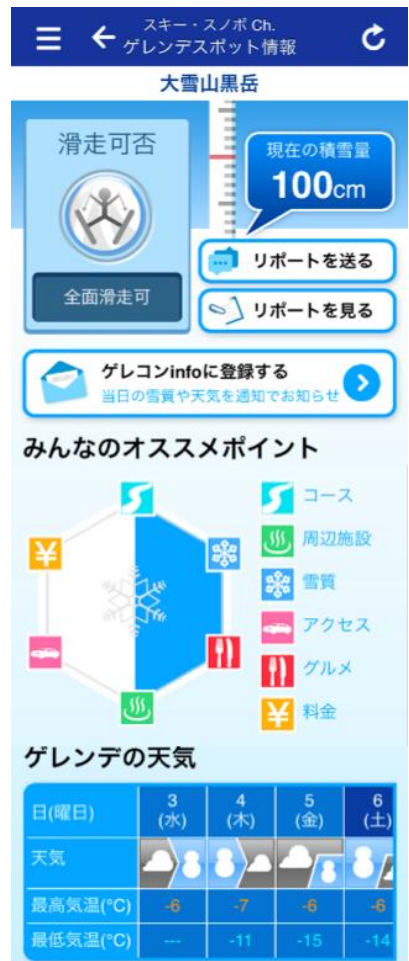 スキー・スノボ Ch.
ゲレンデスポット情報
大雪山黒岳
滑走可否
全面滑走可
現在の積雪量
100cm
リポートを送る
リポートを見る
ゲレコンinfoに登録する
当日の雪質や天気を通知でお知らせ
みんなのオススメポイント
コース
周辺施設
雪質
アクセス
グルメ
料金
ゲレンデの天気
日(曜日) 3(水) 4(木) 5(金) 6(土)
天気
最高気温(°C) -6 -7 -6 -6
最低気温(°C) --- -11 -15 -14